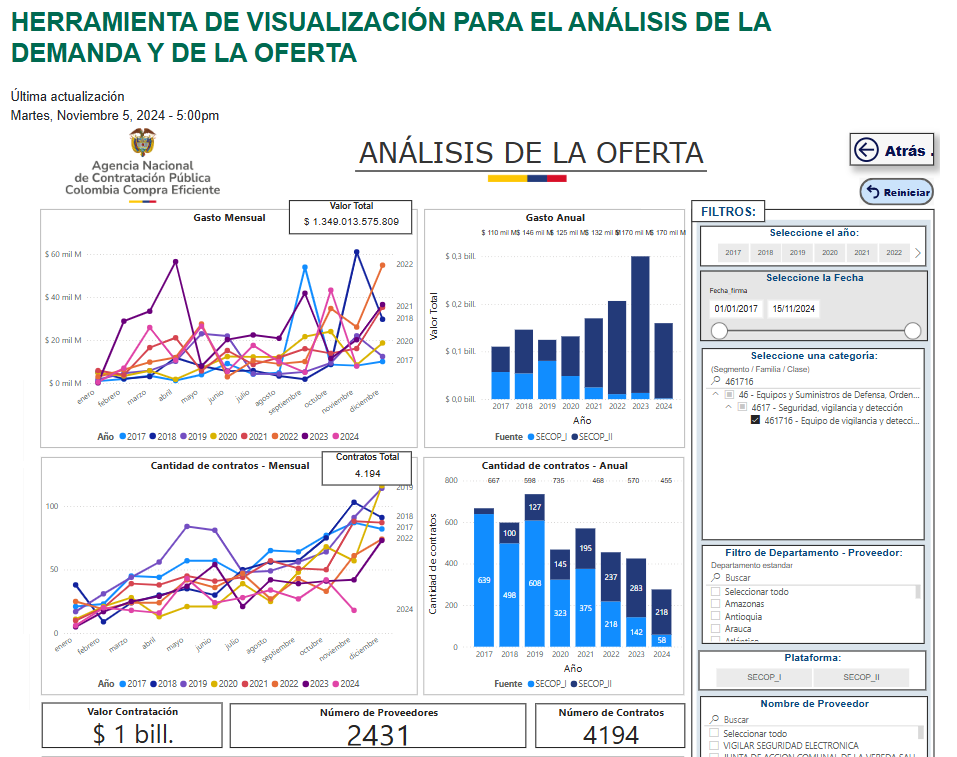 HERRAMIENTA DE VISUALIZACIÓN PARA EL ANÁLISIS DE LA
DEMANDA Y DE LA OFERTA
Última actualización
Martes, Noviembre 5, 2024 - 5:00pm
Agencia Nacional
de Contratación Pública
Colombia Compra Eficiente
ANÁLISIS DE LA OFERTA
Atrás
Reiniciar
Gasto Mensual
Valor Total
$ 1.349.013.575.809
$ 60 mil M
$ 40 mil M
$ 20 mil M
$ 0 mil M
2022
2021
2018
2020
2017
enero febrero marzo abril mayo junio julio agosto septiembre octubre noviembre diciembre
Año 2017 2018 2019 2020 2021 2022 2023 2024
Gasto Anual
$ 110 mil M $ 146 mil M $ 125 mil M $ 132 mil M $ 170 mil M $ 170 mil M
Valor Total
$ 0,3 bill.
$ 0,2 bill.
$ 0,1 bill.
$ 0,0 bill.
2017 2018 2019 2020 2021 2022 2023 2024
Año
Fuente SECOP_I SECOP_II
Cantidad de contratos - Mensual
Contratos Total
4.194
100
50
0
2019
2018
2017
2022
2024
enero febrero marzo abril mayo junio julio agosto septiembre octubre noviembre diciembre
Año 2017 2018 2019 2020 2021 2022 2023 2024
Cantidad de contratos - Anual
667 598 735 468 570 455
Cantidad de contratos
800
600
400
200
0
639 498 608 323 375 218 142 58
100 127 145 195 237 283 218
2017 2018 2019 2020 2021 2022 2023 2024
Año
Fuente SECOP_I SECOP_II
Valor Contratación
$ 1 bill.
Número de Proveedores
2431
Número de Contratos
4194
FILTROS:
Seleccione el año:
2017 2018 2019 2020 2021 2022
Seleccione la Fecha
Fecha_firma
01/01/2017 15/11/2024
Seleccione una categoría:
(Segmento / Familia / Clase)
461716
46 - Equipos y Suministros de Defensa, Orden...
4617 - Seguridad, vigilancia y detección
461716 - Equipo de vigilancia y detecci...
Filtro de Departamento - Proveedor:
Departamento estandar
Buscar
Seleccionar todo
Amazonas
Antioquia
Arauca
Atlántico
Plataforma:
SECOP_I SECOP_II
Nombre de Proveedor
Buscar
Seleccionar todo
VIGILAR SEGURIDAD ELECTRONICA
JUNTA DE ACCION COMUNAL DE LA VEREDA